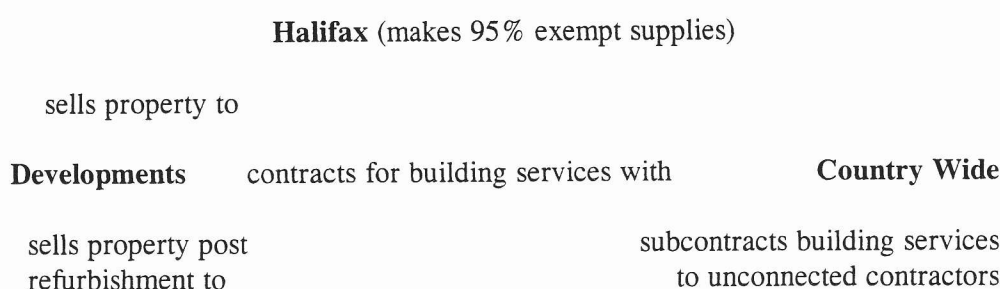 Halifax (makes 95% exempt supplies)
sells property to
Developments contracts for building services with Country Wide
sells property post
refurbishment to
subcontracts building services
to unconnected contractors